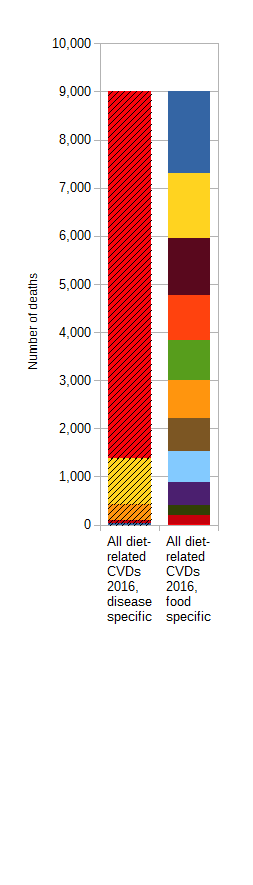 10,000
9,000
8,000
7,000
6,000
5,000
4,000
3,000
2,000
1,000
0
Number of deaths
All diet-
related
CVDs
2016,
disease
specific
All diet-
related
CVDs
2016,
food
specific